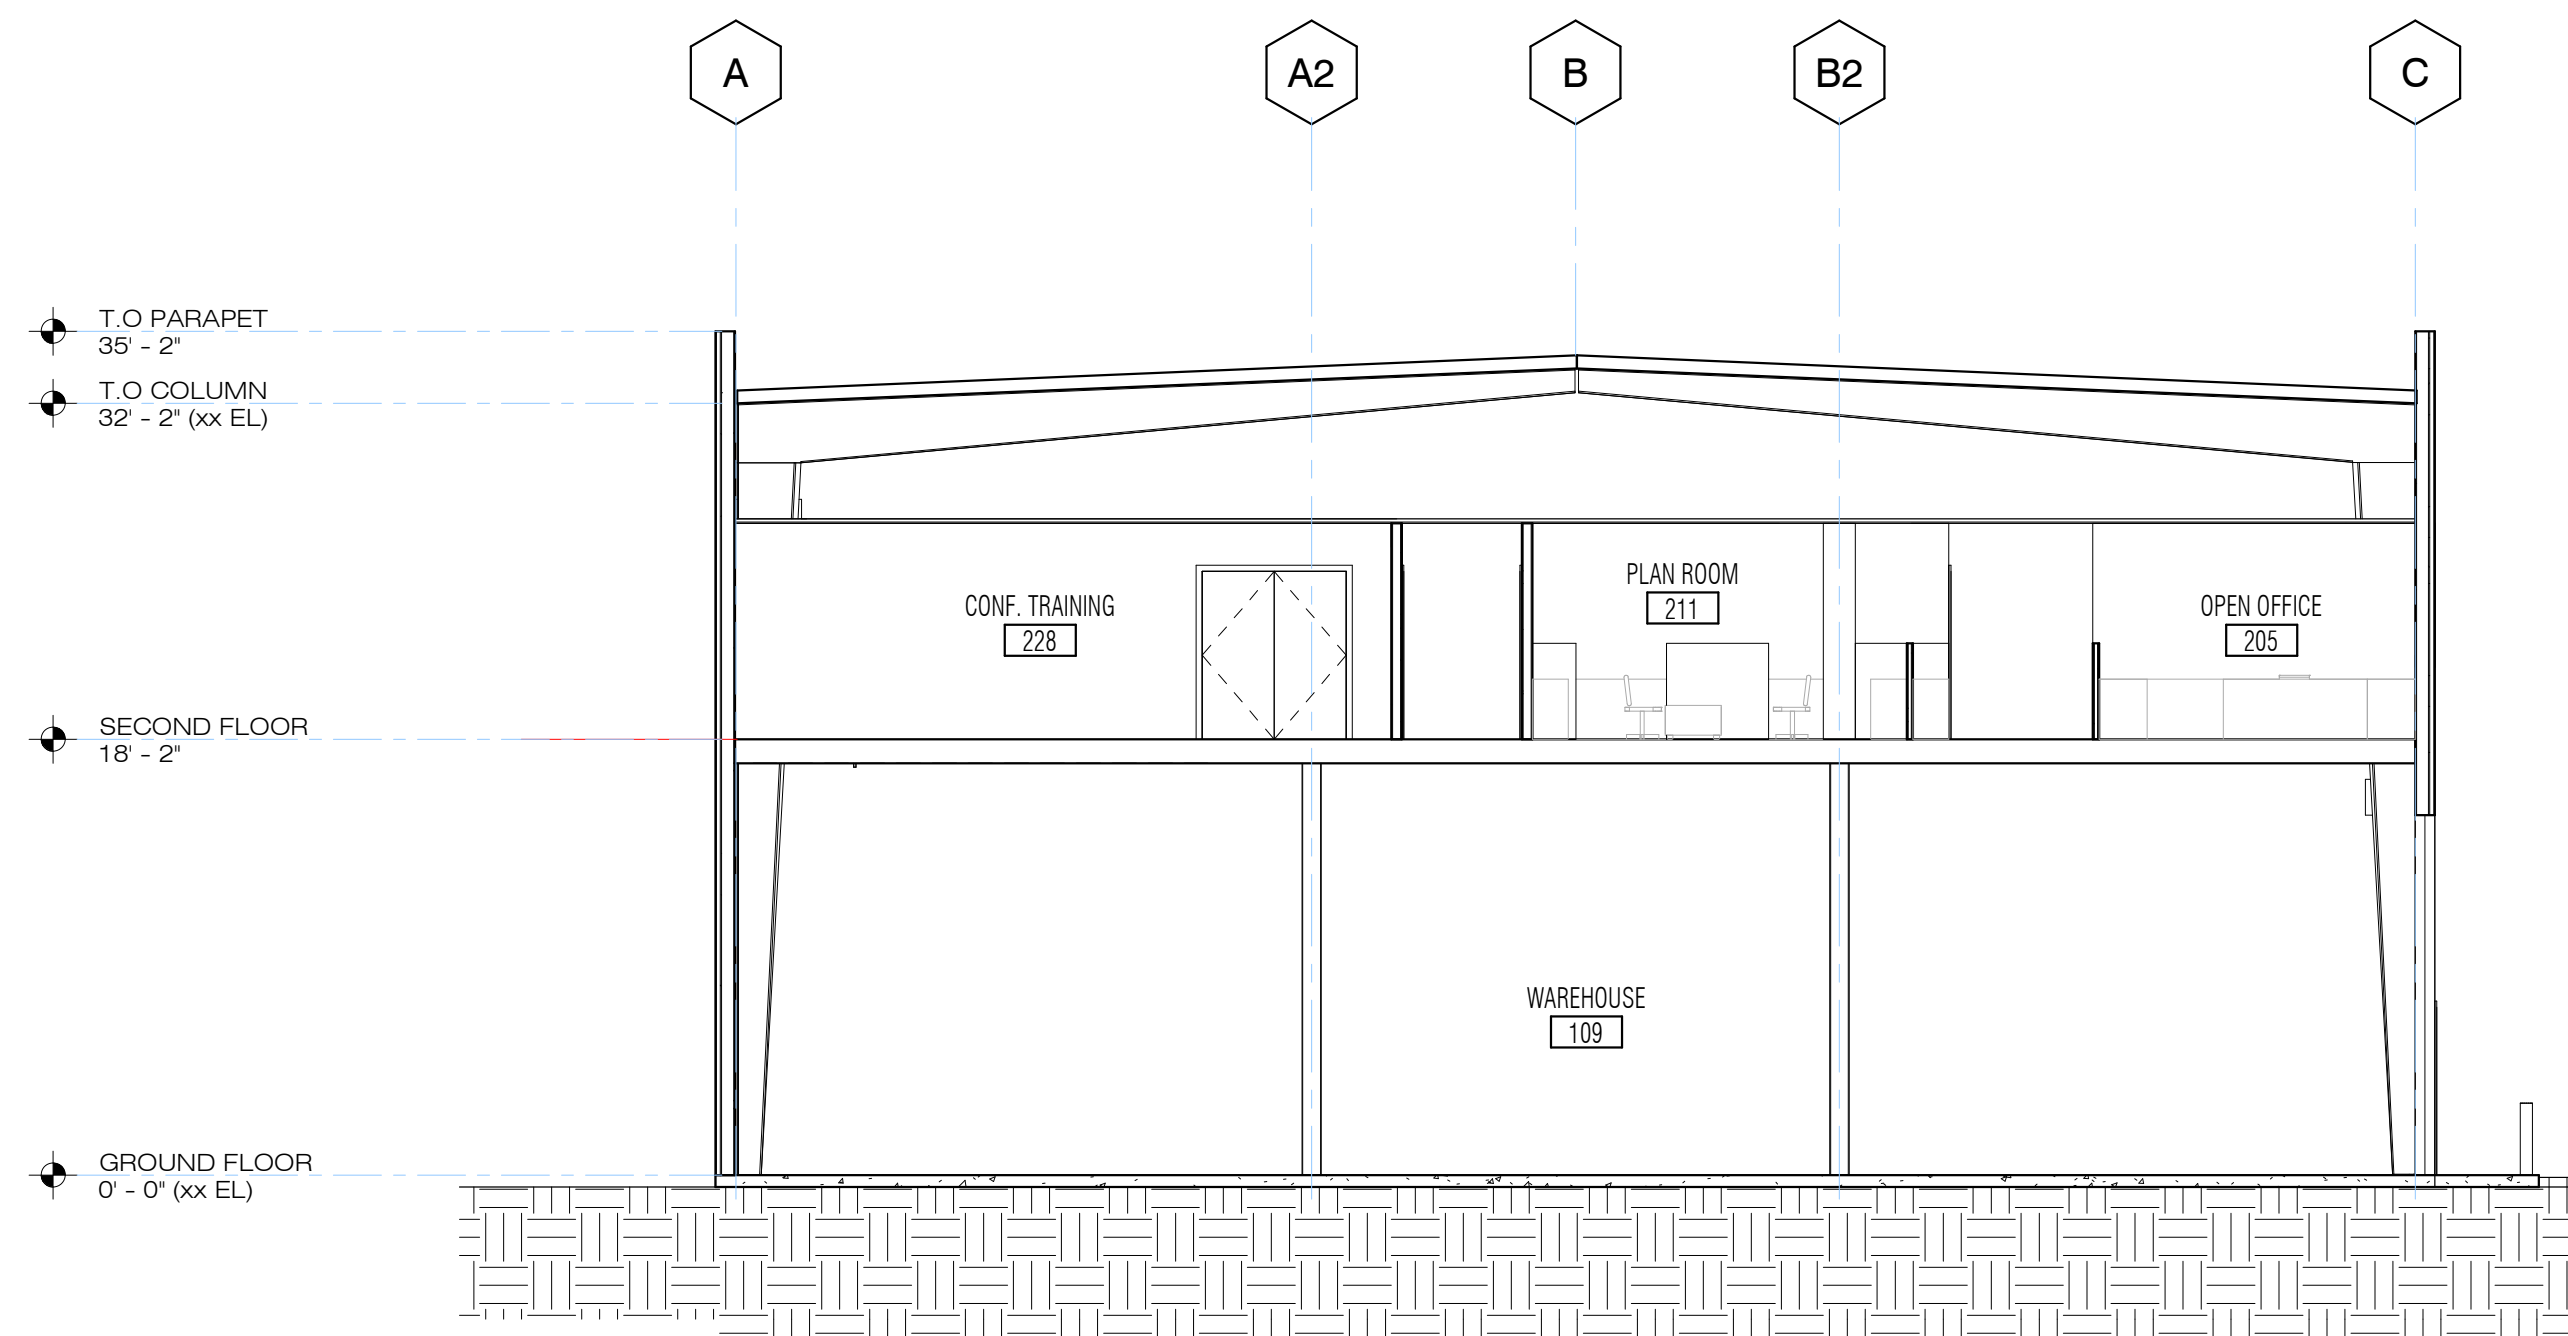 A
A2
B
B2
C
T.O PARAPET
35' - 2"
T.O COLUMN
32' - 2" (xx EL)
PLAN ROOM
211
CONF. TRAINING
228
OPEN OFFICE
205
SECOND FLOOR
18' - 2"
WAREHOUSE
109
GROUND FLOOR
0' - 0" (xx EL)